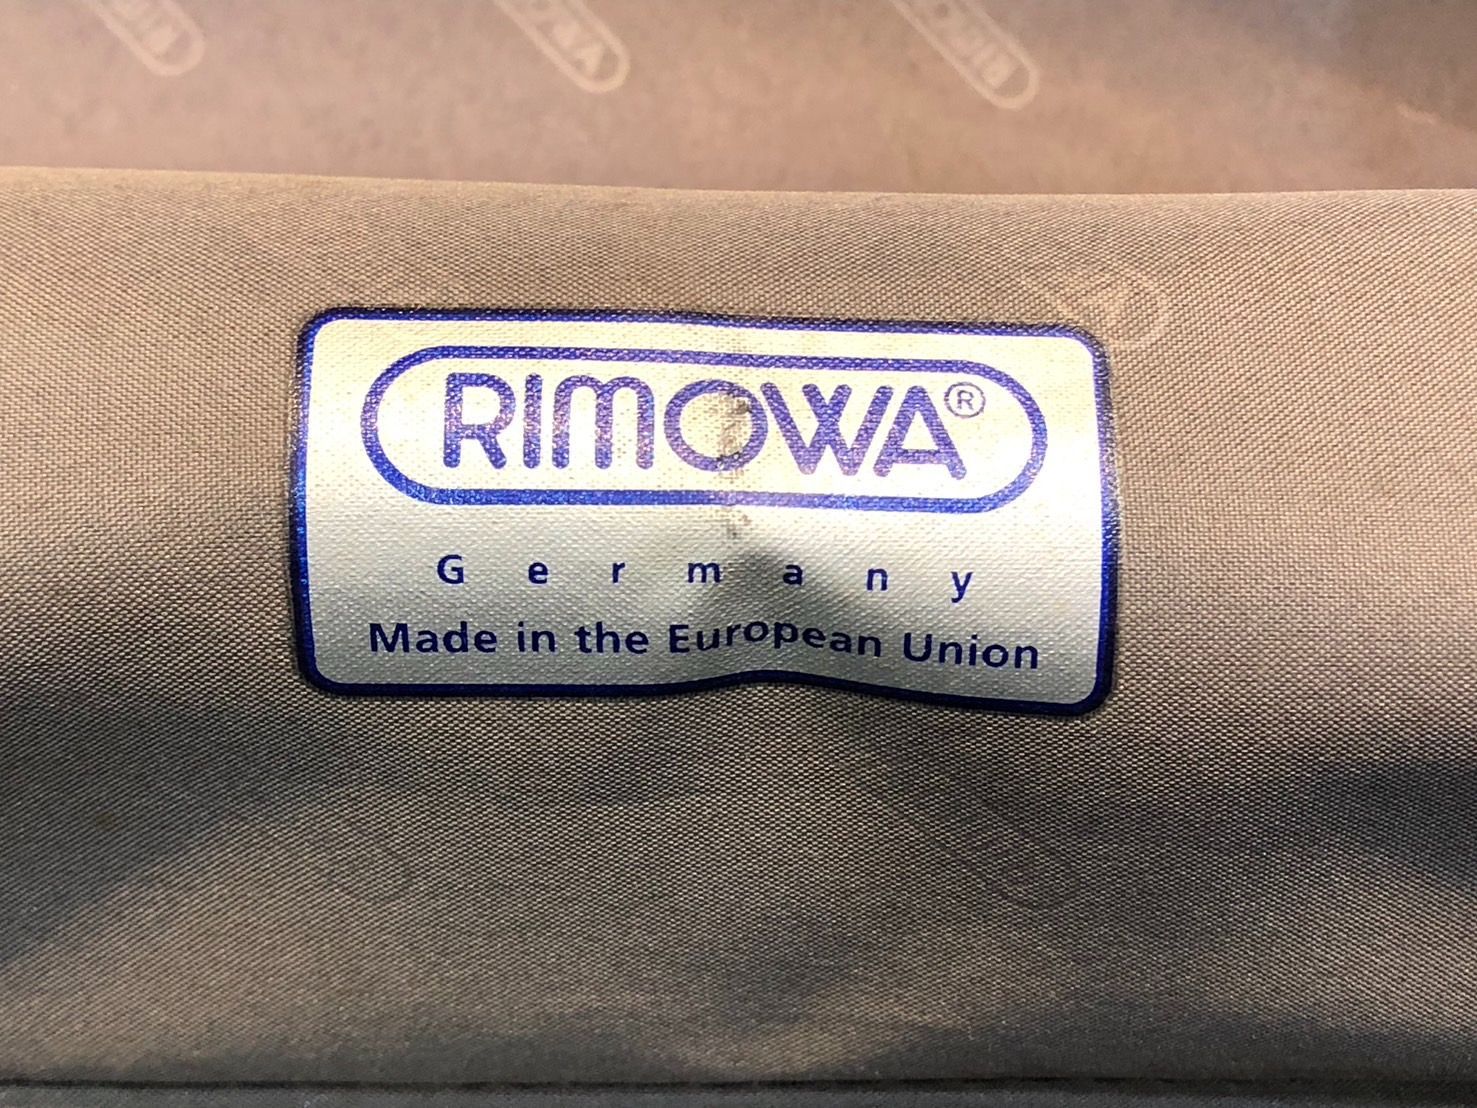 RIMOWA®
Germany
Made in the European Union